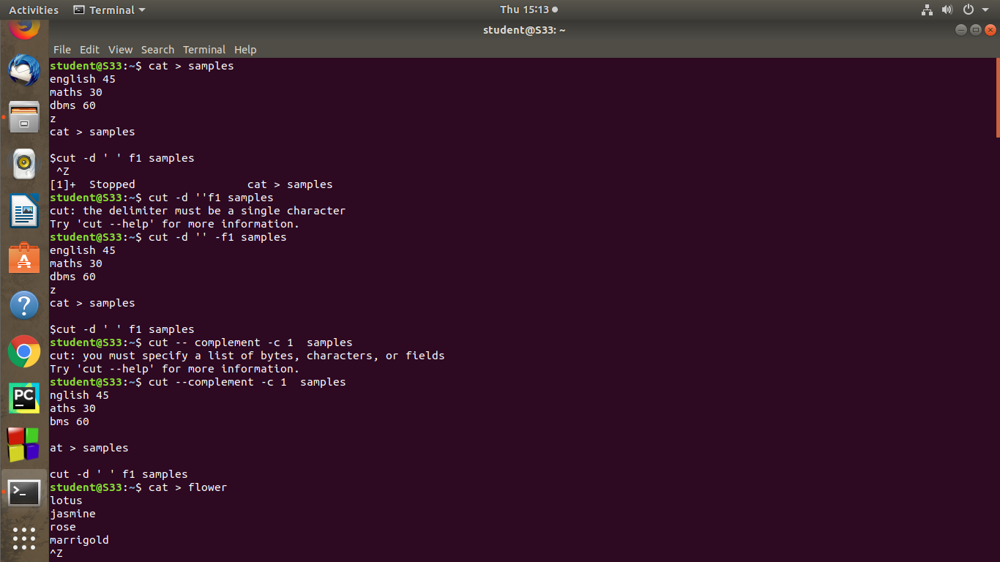 Activities Terminal Thu 15:13
student@S33: ~
File Edit View Search Terminal Help
student@S33:~$ cat > samples
english 45
maths 30
dbms 60
z
cat > samples

$cut -d ' ' f1 samples
 ^Z
[1]+  Stopped                 cat > samples
student@S33:~$ cut -d ''f1 samples
cut: the delimiter must be a single character
Try 'cut --help' for more information.
student@S33:~$ cut -d '' -f1 samples
english 45
maths 30
dbms 60
z
cat > samples

$cut -d ' ' f1 samples
student@S33:~$ cut -- complement -c 1  samples
cut: you must specify a list of bytes, characters, or fields
Try 'cut --help' for more information.
student@S33:~$ cut --complement -c 1  samples
nglish 45
aths 30
bms 60

at > samples

cut -d ' ' f1 samples
student@S33:~$ cat > flower
lotus
jasmine
rose
marrigold
^Z
PC